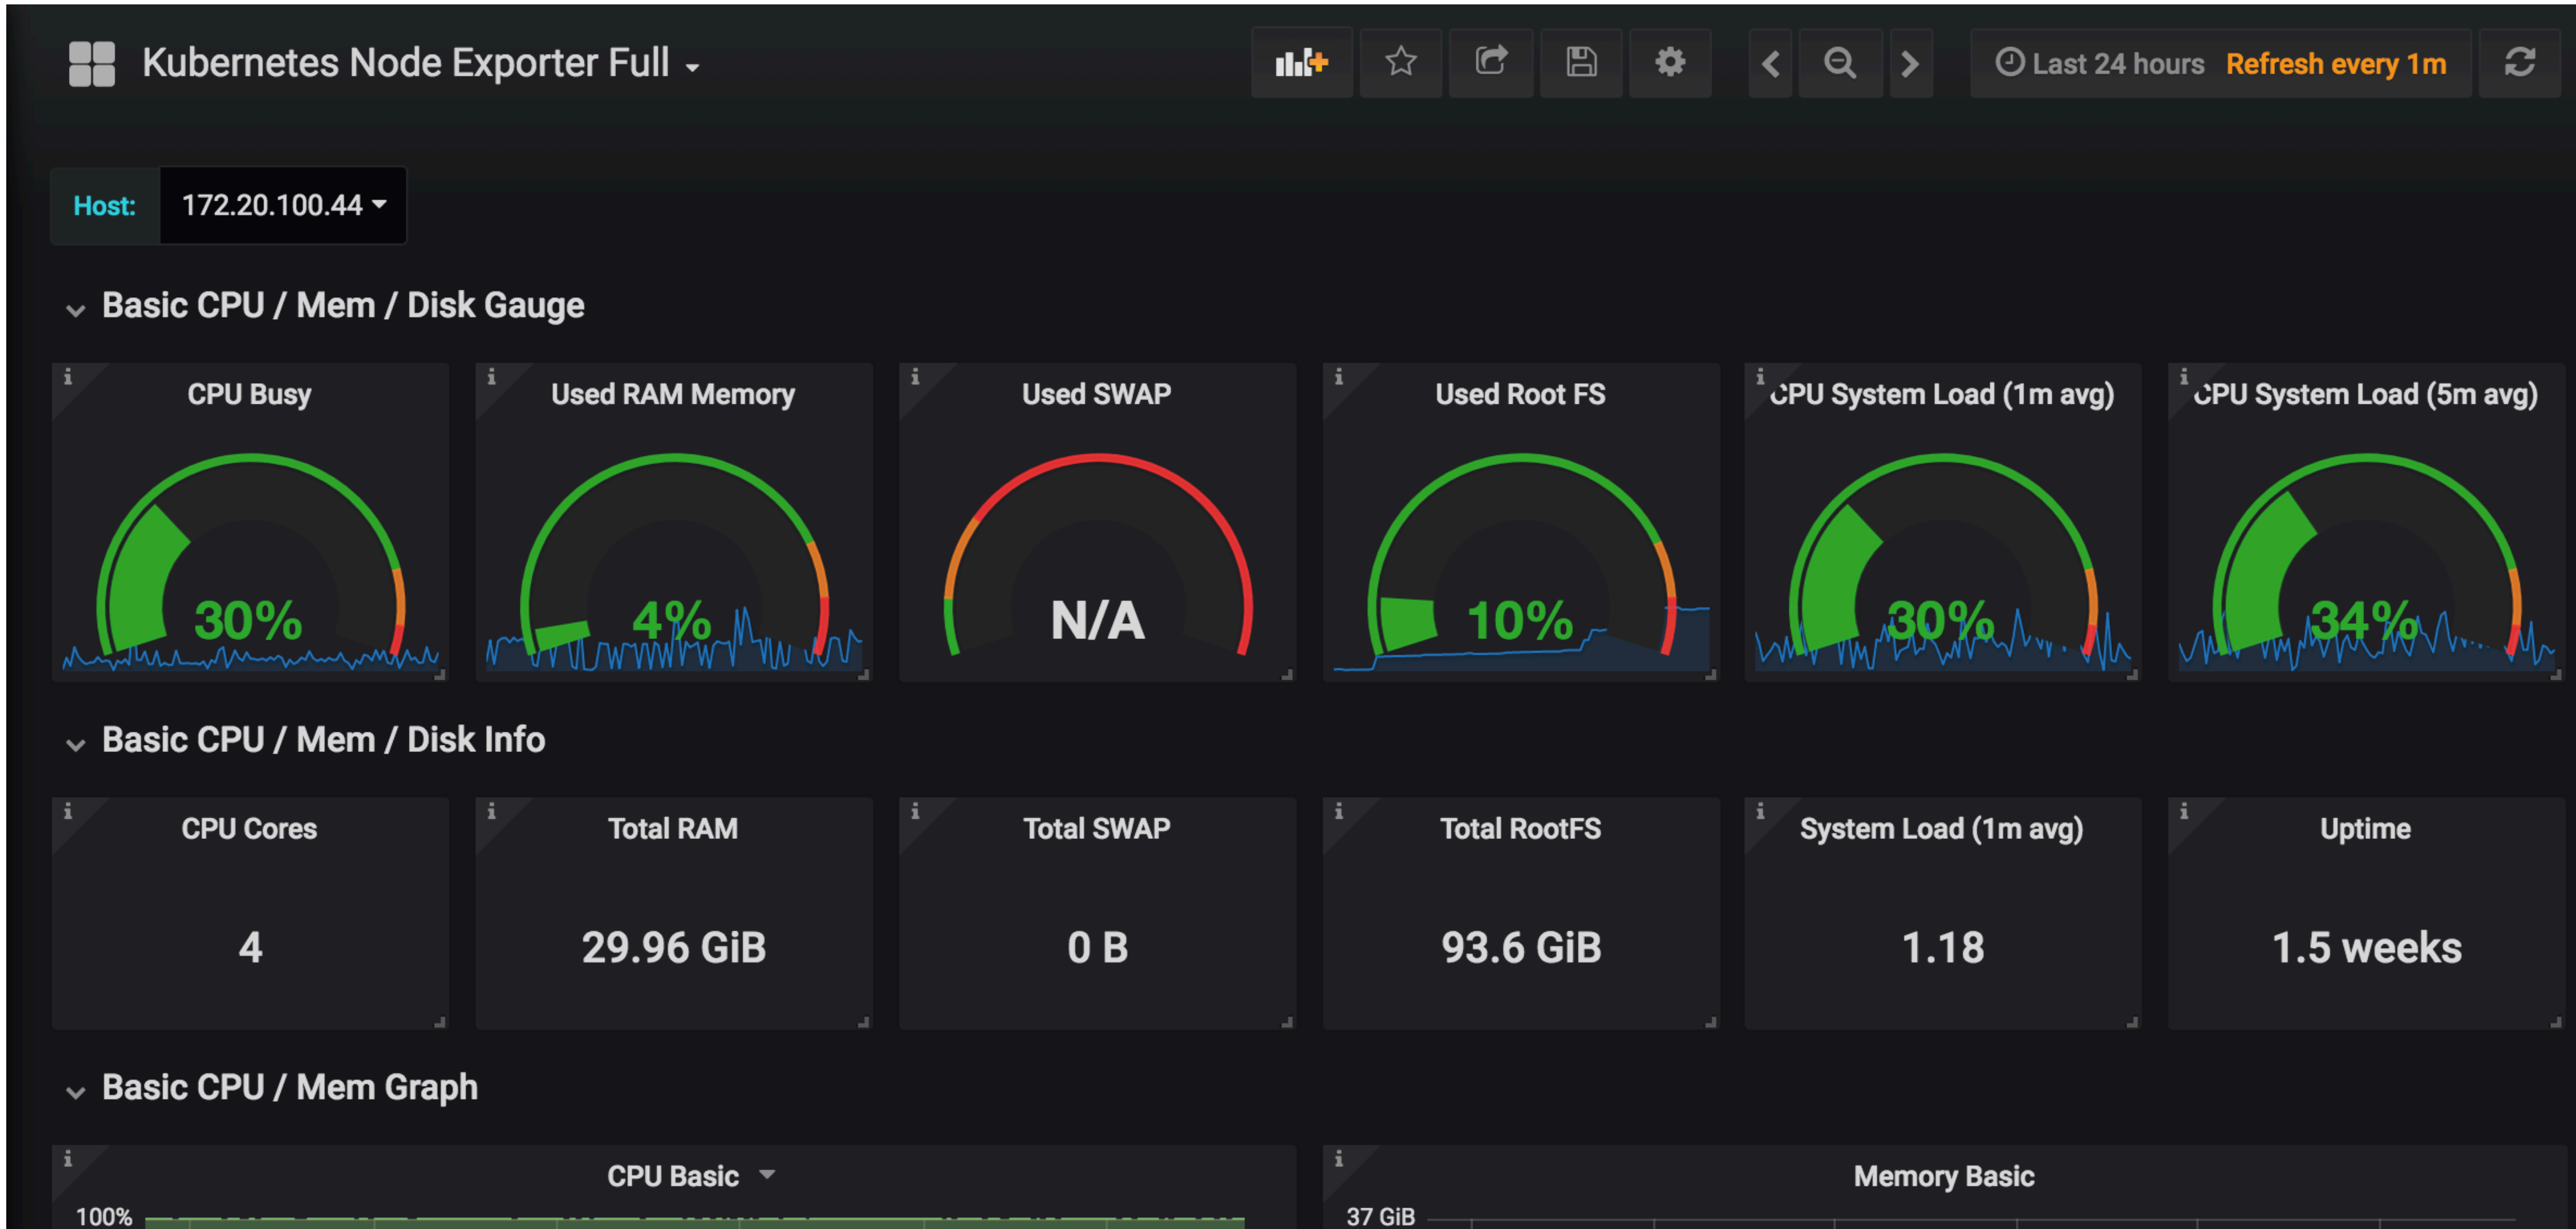 Kubernetes Node Exporter Full
Last 24 hours Refresh every 1m
Host: 172.20.100.44
Basic CPU / Mem / Disk Gauge
CPU Busy
30%
Used RAM Memory
4%
Used SWAP
N/A
Used Root FS
10%
CPU System Load (1m avg)
30%
CPU System Load (5m avg)
34%
Basic CPU / Mem / Disk Info
CPU Cores
4
Total RAM
29.96 GiB
Total SWAP
0 B
Total RootFS
93.6 GiB
System Load (1m avg)
1.18
Uptime
1.5 weeks
Basic CPU / Mem Graph
CPU Basic
100%
Memory Basic
37 GiB